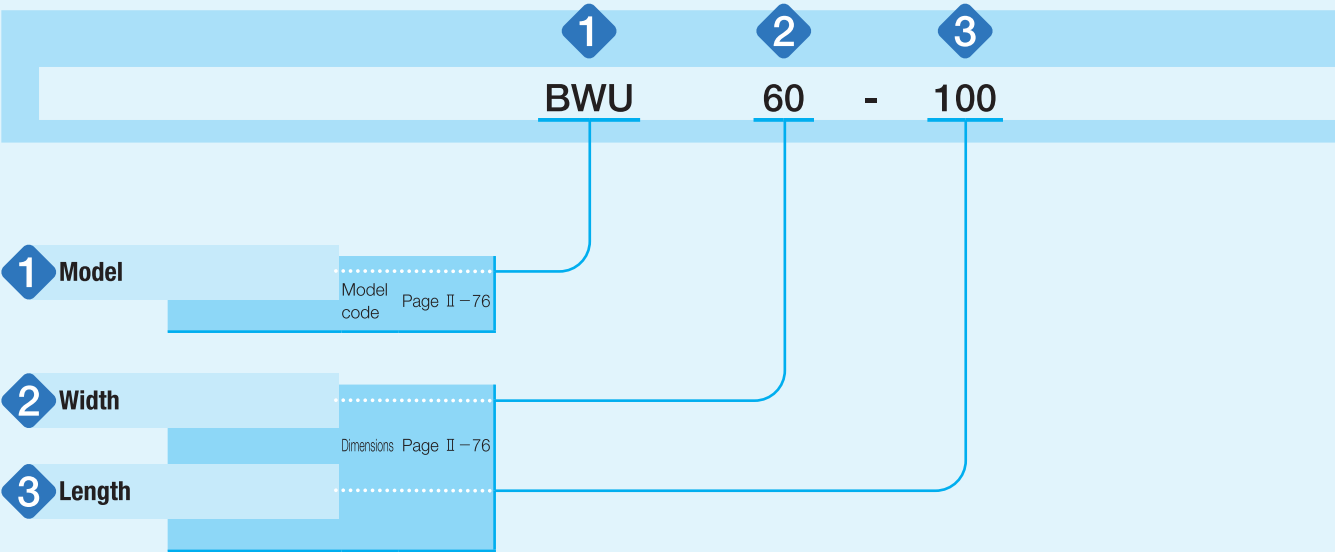 1 2 3
BWU 60 - 100
1 Model
Model
code
Page Ⅱ-76
2 Width
Dimensions Page Ⅱ-76
3 Length